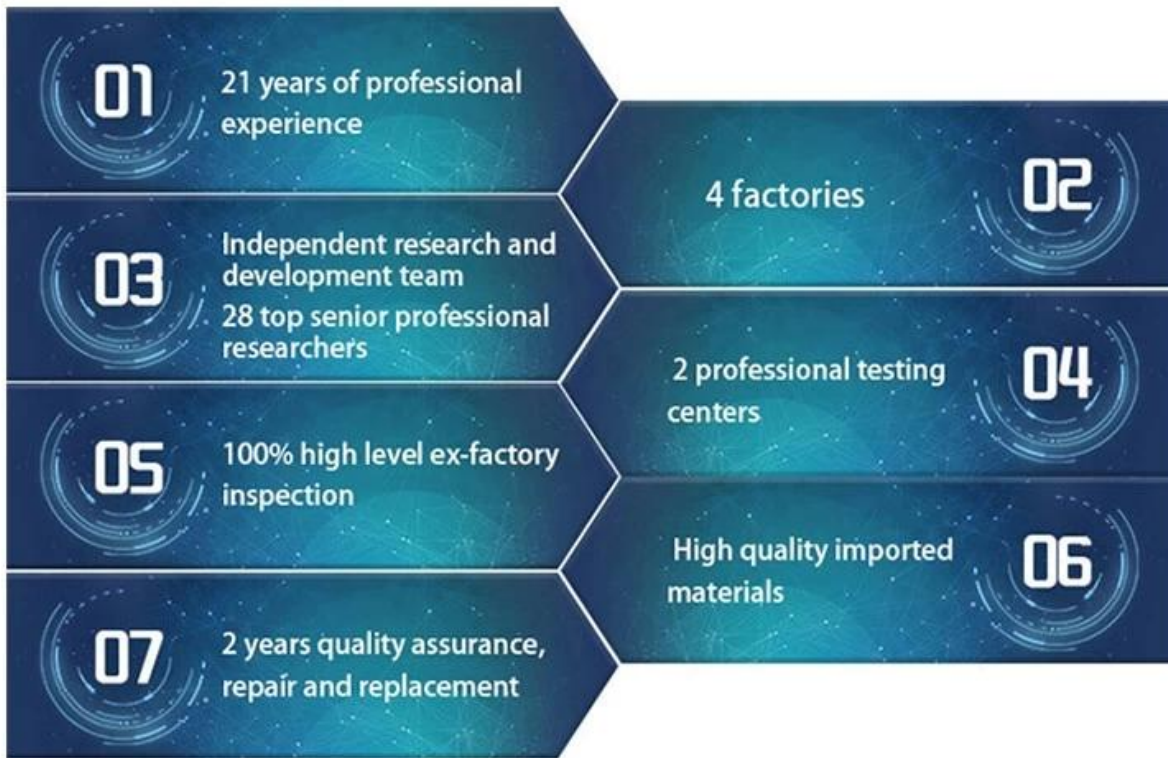 01
21 years of professional
experience
02
4 factories
03
Independent research and
development team
28 top senior professional
researchers
04
2 professional testing
centers
05
100% high level ex-factory
inspection
06
High quality imported
materials
07
2 years quality assurance,
repair and replacement